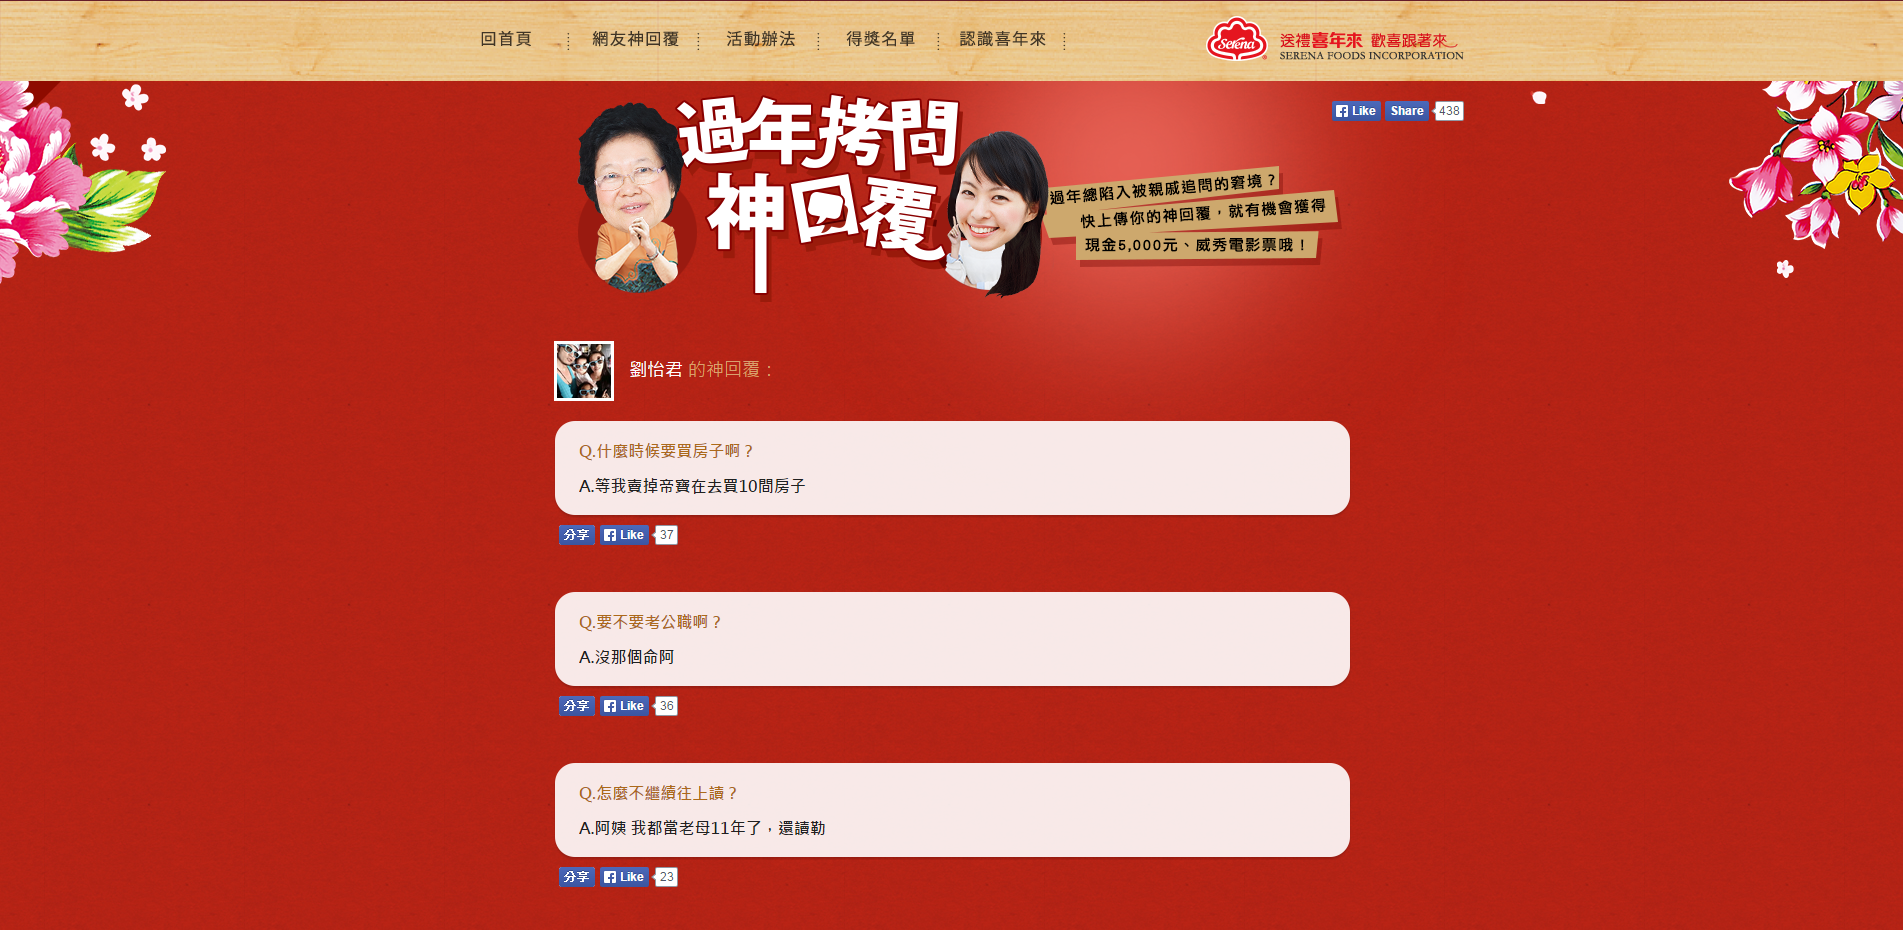 回首頁
網友神回覆
活動辦法
得獎名單
認識喜年來
Serena
送禮喜年來 歡喜跟著來
SERENA FOODS INCORPORATION
Like Share 438
過年拷問
神回覆
過年總陷入被親戚追問的窘境？
快上傳你的神回覆，就有機會獲得
現金5,000元、威秀電影票哦！
劉怡君 的神回覆：
Q.什麼時候要買房子啊？
A.等我賣掉帝寶在去買10間房子
分享 Like 37
Q.要不要考公職啊？
A.沒那個命阿
分享 Like 36
Q.怎麼不繼續往上讀？
A.阿姨 我都當老母11年了，還讀勒
分享 Like 23